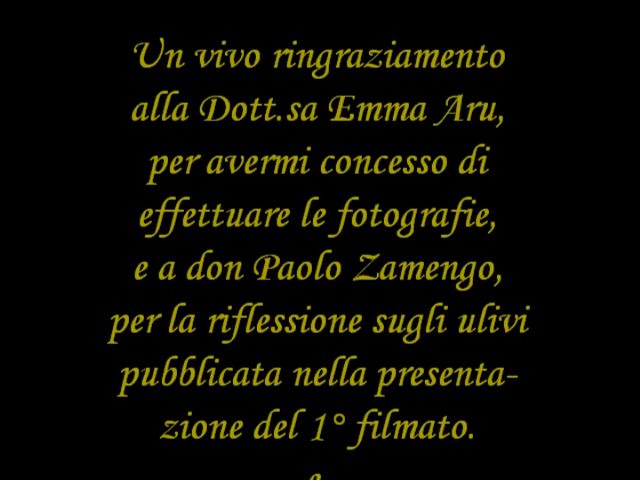 Un vivo ringraziamento
alla Dott.sa Emma Aru,
per avermi concesso di
effettuare le fotografie,
e a don Paolo Zamengo,
per la riflessione sugli ulivi
pubblicata nella presenta-
zione del 1° filmato.